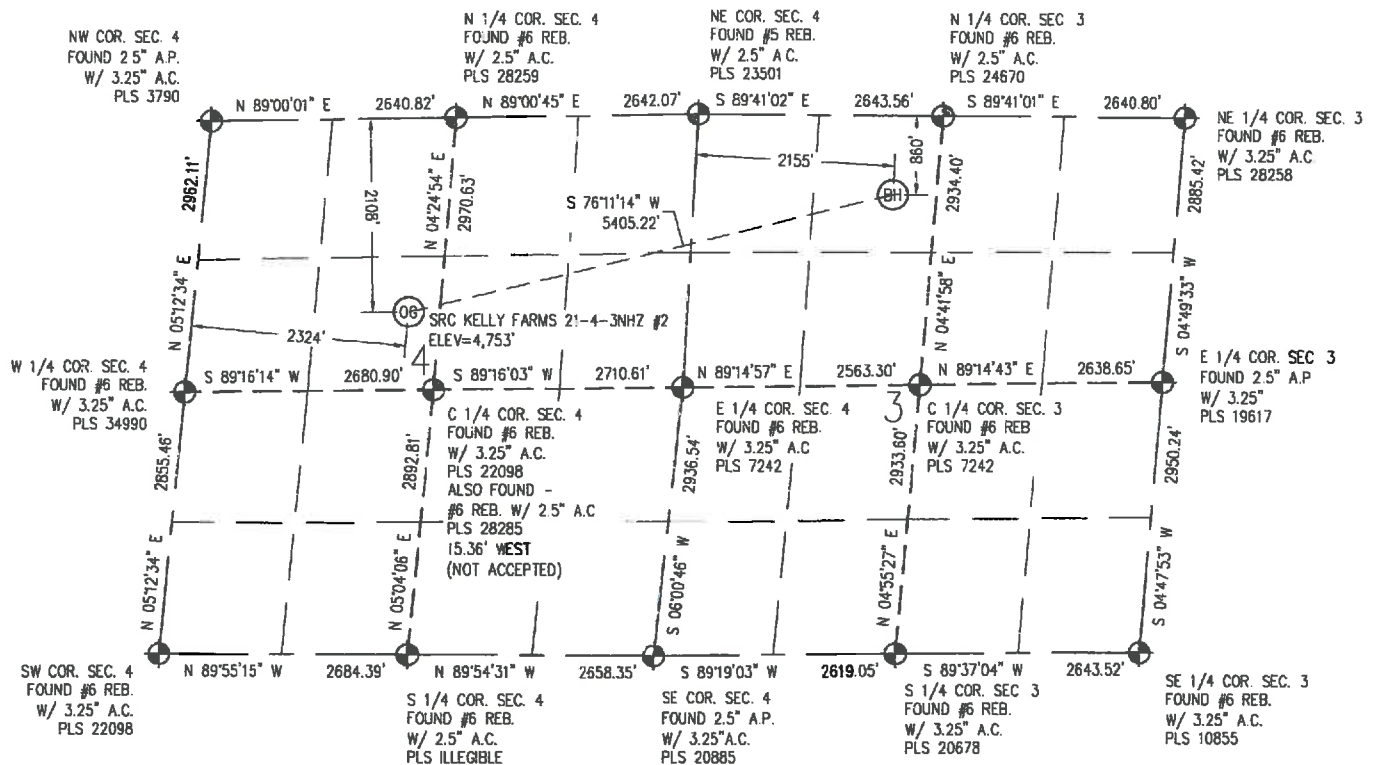 NW COR. SEC. 4
FOUND 2 5" A.P.
W/ 3.25" A.C.
PLS 3790
N 1/4 COR. SEC. 4
FOUND #6 REB.
W/ 2.5" A.C.
PLS 28259
NE COR. SEC. 4
FOUND #5 REB.
W/ 2.5" A.C.
PLS 23501
N 1/4 COR. SEC 3
FOUND #6 REB.
W/ 2.5" A.C.
PLS 24670
N 89°00'01" E
2640.82'
N 89°00'45" E
2642.07'
S 89°41'02" E
2643.56'
S 89°41'01" E
2640.80'
NE 1/4 COR. SEC. 3
FOUND #6 REB.
W/ 3.25" A.C.
PLS 28258
2962.11'
2108'
N 04°24'54" E
2970.63'
2155'
860'
BH
2934.40'
2885.42'
S 76°11'14" W
5405.22'
N 05°12'34" E
OG
SRC KELLY FARMS 21-4-3NHZ #2
ELEV=4,753'
2324'
N 04°41'58" E
S 04°49'33" W
W 1/4 COR. SEC. 4
FOUND #6 REB.
W/ 3.25" A.C.
PLS 34990
S 89°16'14" W
2680.90'
4
S 89°16'03" W
2710.61'
N 89°14'57" E
2563.30'
N 89°14'43" E
2638.65'
E 1/4 COR. SEC 3
FOUND 2.5" A.P
W/ 3.25"
PLS 19617
C 1/4 COR. SEC. 4
FOUND #6 REB.
W/ 3.25" A.C.
PLS 22098
ALSO FOUND -
#6 REB. W/ 2.5" A.C
PLS 28285
15.36' WEST
(NOT ACCEPTED)
E 1/4 COR. SEC. 4
FOUND #6 REB.
W/ 3.25" A.C
PLS 7242
3
C 1/4 COR. SEC. 3
FOUND #6 REB
W/ 3.25" A.C.
PLS 7242
2855.46'
2892.81'
2936.54'
2933.60'
2950.24'
N 05°12'34" E
N 05°04'06" E
S 06°00'46" W
N 04°55'27" E
S 04°47'53" W
SW COR. SEC. 4
FOUND #6 REB.
W/ 3.25" A.C.
PLS 22098
N 89°55'15" W
2684.39'
N 89°54'31" W
2658.35'
S 89°19'03" W
2619.05'
S 89°37'04" W
2643.52'
S 1/4 COR. SEC. 4
FOUND #6 REB.
W/ 2.5" A.C.
PLS ILLEGIBLE
SE COR. SEC. 4
FOUND 2.5" A.P.
W/ 3.25"A.C.
PLS 20885
S 1/4 COR. SEC 3
FOUND #6 REB.
W/ 3.25" A.C.
PLS 20678
SE 1/4 COR. SEC. 3
FOUND #6 REB.
W/ 3.25" A.C.
PLS 10855